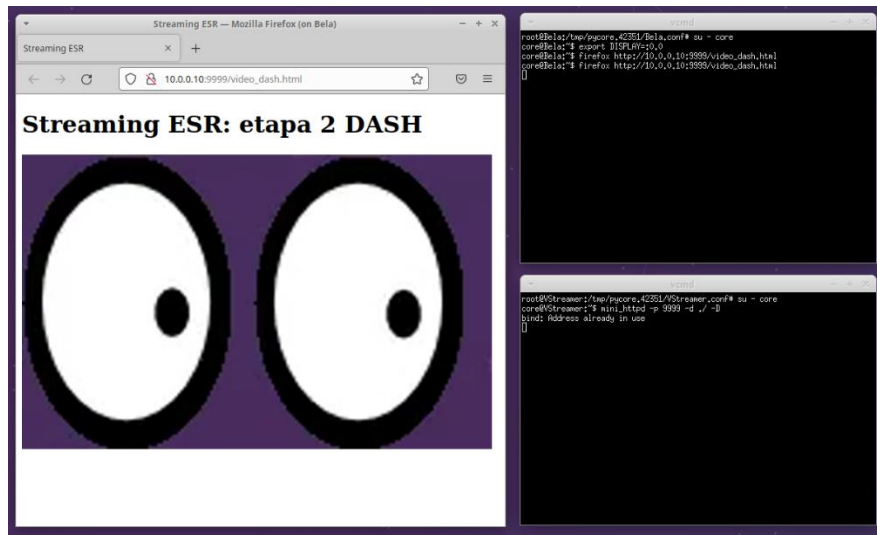 Streaming ESR — Mozilla Firefox (on Bela)
Streaming ESR
10.0.0.10:9999/video_dash.html
Streaming ESR: etapa 2 DASH
vcmd
root@Bela:/tmp/pycore.42351/Bela.conf# su - core
core@Bela:~$ export DISPLAY=:0.0
core@Bela:~$ firefox http://10.0.0.10:9999/video_dash.html
core@Bela:~$ firefox http://10.0.0.10:9999/video_dash.html
vcmd
root@VStreamer:/tmp/pycore.42351/VStreamer.conf# su - core
core@VStreamer:~$ mini_httpd -p 9999 -d ./ -D
bind: Address already in use